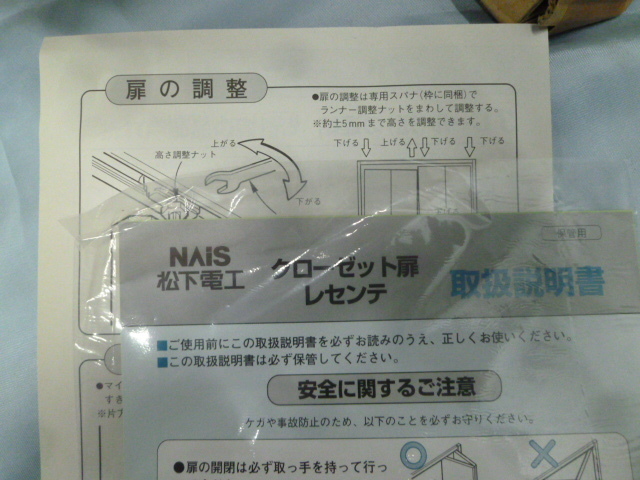 扉の調整
●扉の調整は専用スパナ(枠に同梱)で
ランナー調整ナットをまわして調整する。
※約±5mmまで高さを調整できます。
上がる
高さ調整ナット
下がる
下げる 上げる 下げる 下げる
保管用
NAiS
松下電工
クローゼット扉
レセンテ
取扱説明書
■ご使用前にこの取扱説明書を必ずお読みのうえ、正しくお使いください。
■この取扱説明書は必ず保管してください。
●マイ
すき
※片ブ
安全に関するご注意
ケガや事故防止のため、以下のことを必ずお守りください。
●扉の開閉は必ず取っ手を持って行っ